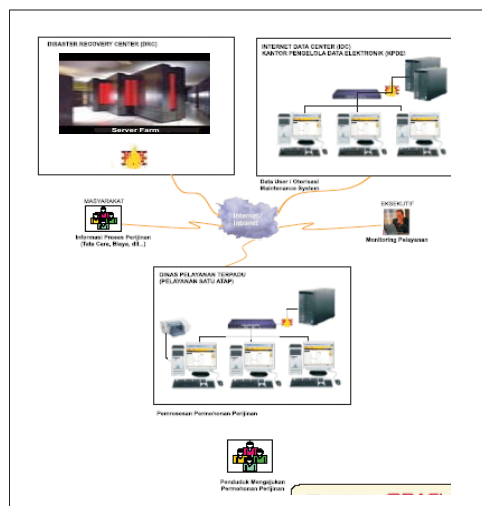 DISASTER RECOVERY CENTER (DRC)
Server Farm
INTERNET DATA CENTER (IDC)
KANTOR PENGELOLA DATA ELEKTRONIK (KPDE)
Data User / Otorisasi
Maintenance System
MASYARAKAT
Informasi Proses Perijinan
(Tata Cara, Biaya, dll...)
Internet/
Intranet
EKSEKUTIF
Monitoring Pelayanan
DINAS PELAYANAN TERPADU
(PELAYANAN SATU ATAP)
Pemrosesan Permohonan Perijinan
Penduduk Mengajukan
Permohonan Perijinan